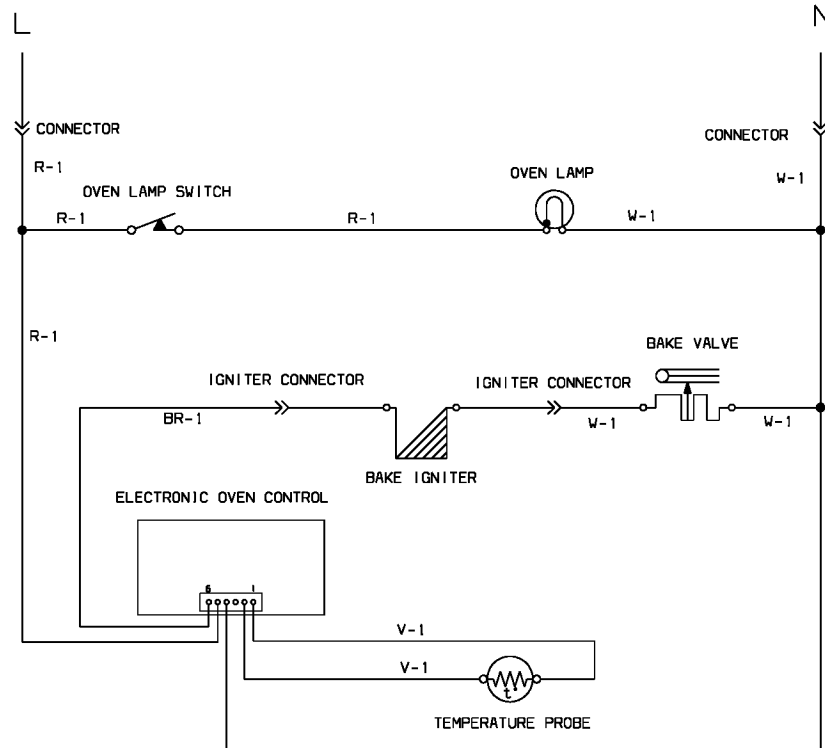 L N
CONNECTOR
CONNECTOR
R-1
W-1
OVEN LAMP
OVEN LAMP SWITCH
R-1
R-1
W-1
R-1
BAKE VALVE
IGNITER CONNECTOR
IGNITER CONNECTOR
BR-1
W-1
W-1
BAKE IGNITER
ELECTRONIC OVEN CONTROL
6 1
V-1
V-1
t°
TEMPERATURE PROBE